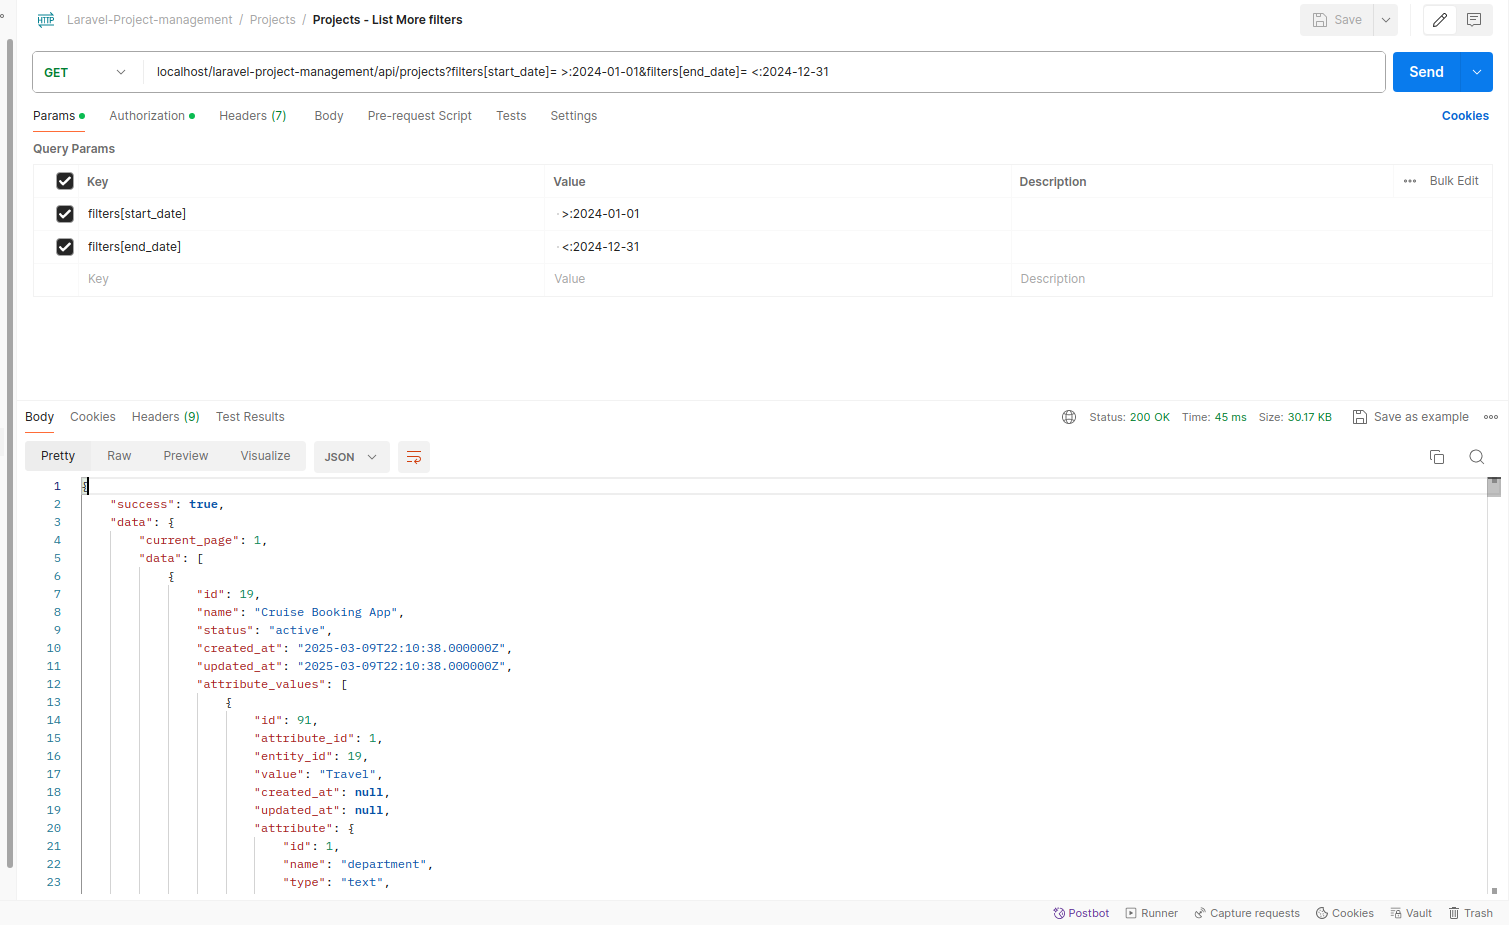 Laravel-Project-management / Projects / Projects - List More filters
Save
GET localhost/laravel-project-management/api/projects?filters[start_date]= >:2024-01-01&filters[end_date]= <:2024-12-31 Send
Params Authorization Headers (7) Body Pre-request Script Tests Settings Cookies
Query Params
Key Value Description Bulk Edit
filters[start_date] >:2024-01-01
filters[end_date] <:2024-12-31
Key Value Description
Body Cookies Headers (9) Test Results Status: 200 OK Time: 45 ms Size: 30.17 KB Save as example
Pretty Raw Preview Visualize JSON
1 {
2 "success": true,
3 "data": {
4 "current_page": 1,
5 "data": [
6 {
7 "id": 19,
8 "name": "Cruise Booking App",
9 "status": "active",
10 "created_at": "2025-03-09T22:10:38.000000Z",
11 "updated_at": "2025-03-09T22:10:38.000000Z",
12 "attribute_values": [
13 {
14 "id": 91,
15 "attribute_id": 1,
16 "entity_id": 19,
17 "value": "Travel",
18 "created_at": null,
19 "updated_at": null,
20 "attribute": {
21 "id": 1,
22 "name": "department",
23 "type": "text",
Postbot Runner Capture requests Cookies Vault Trash